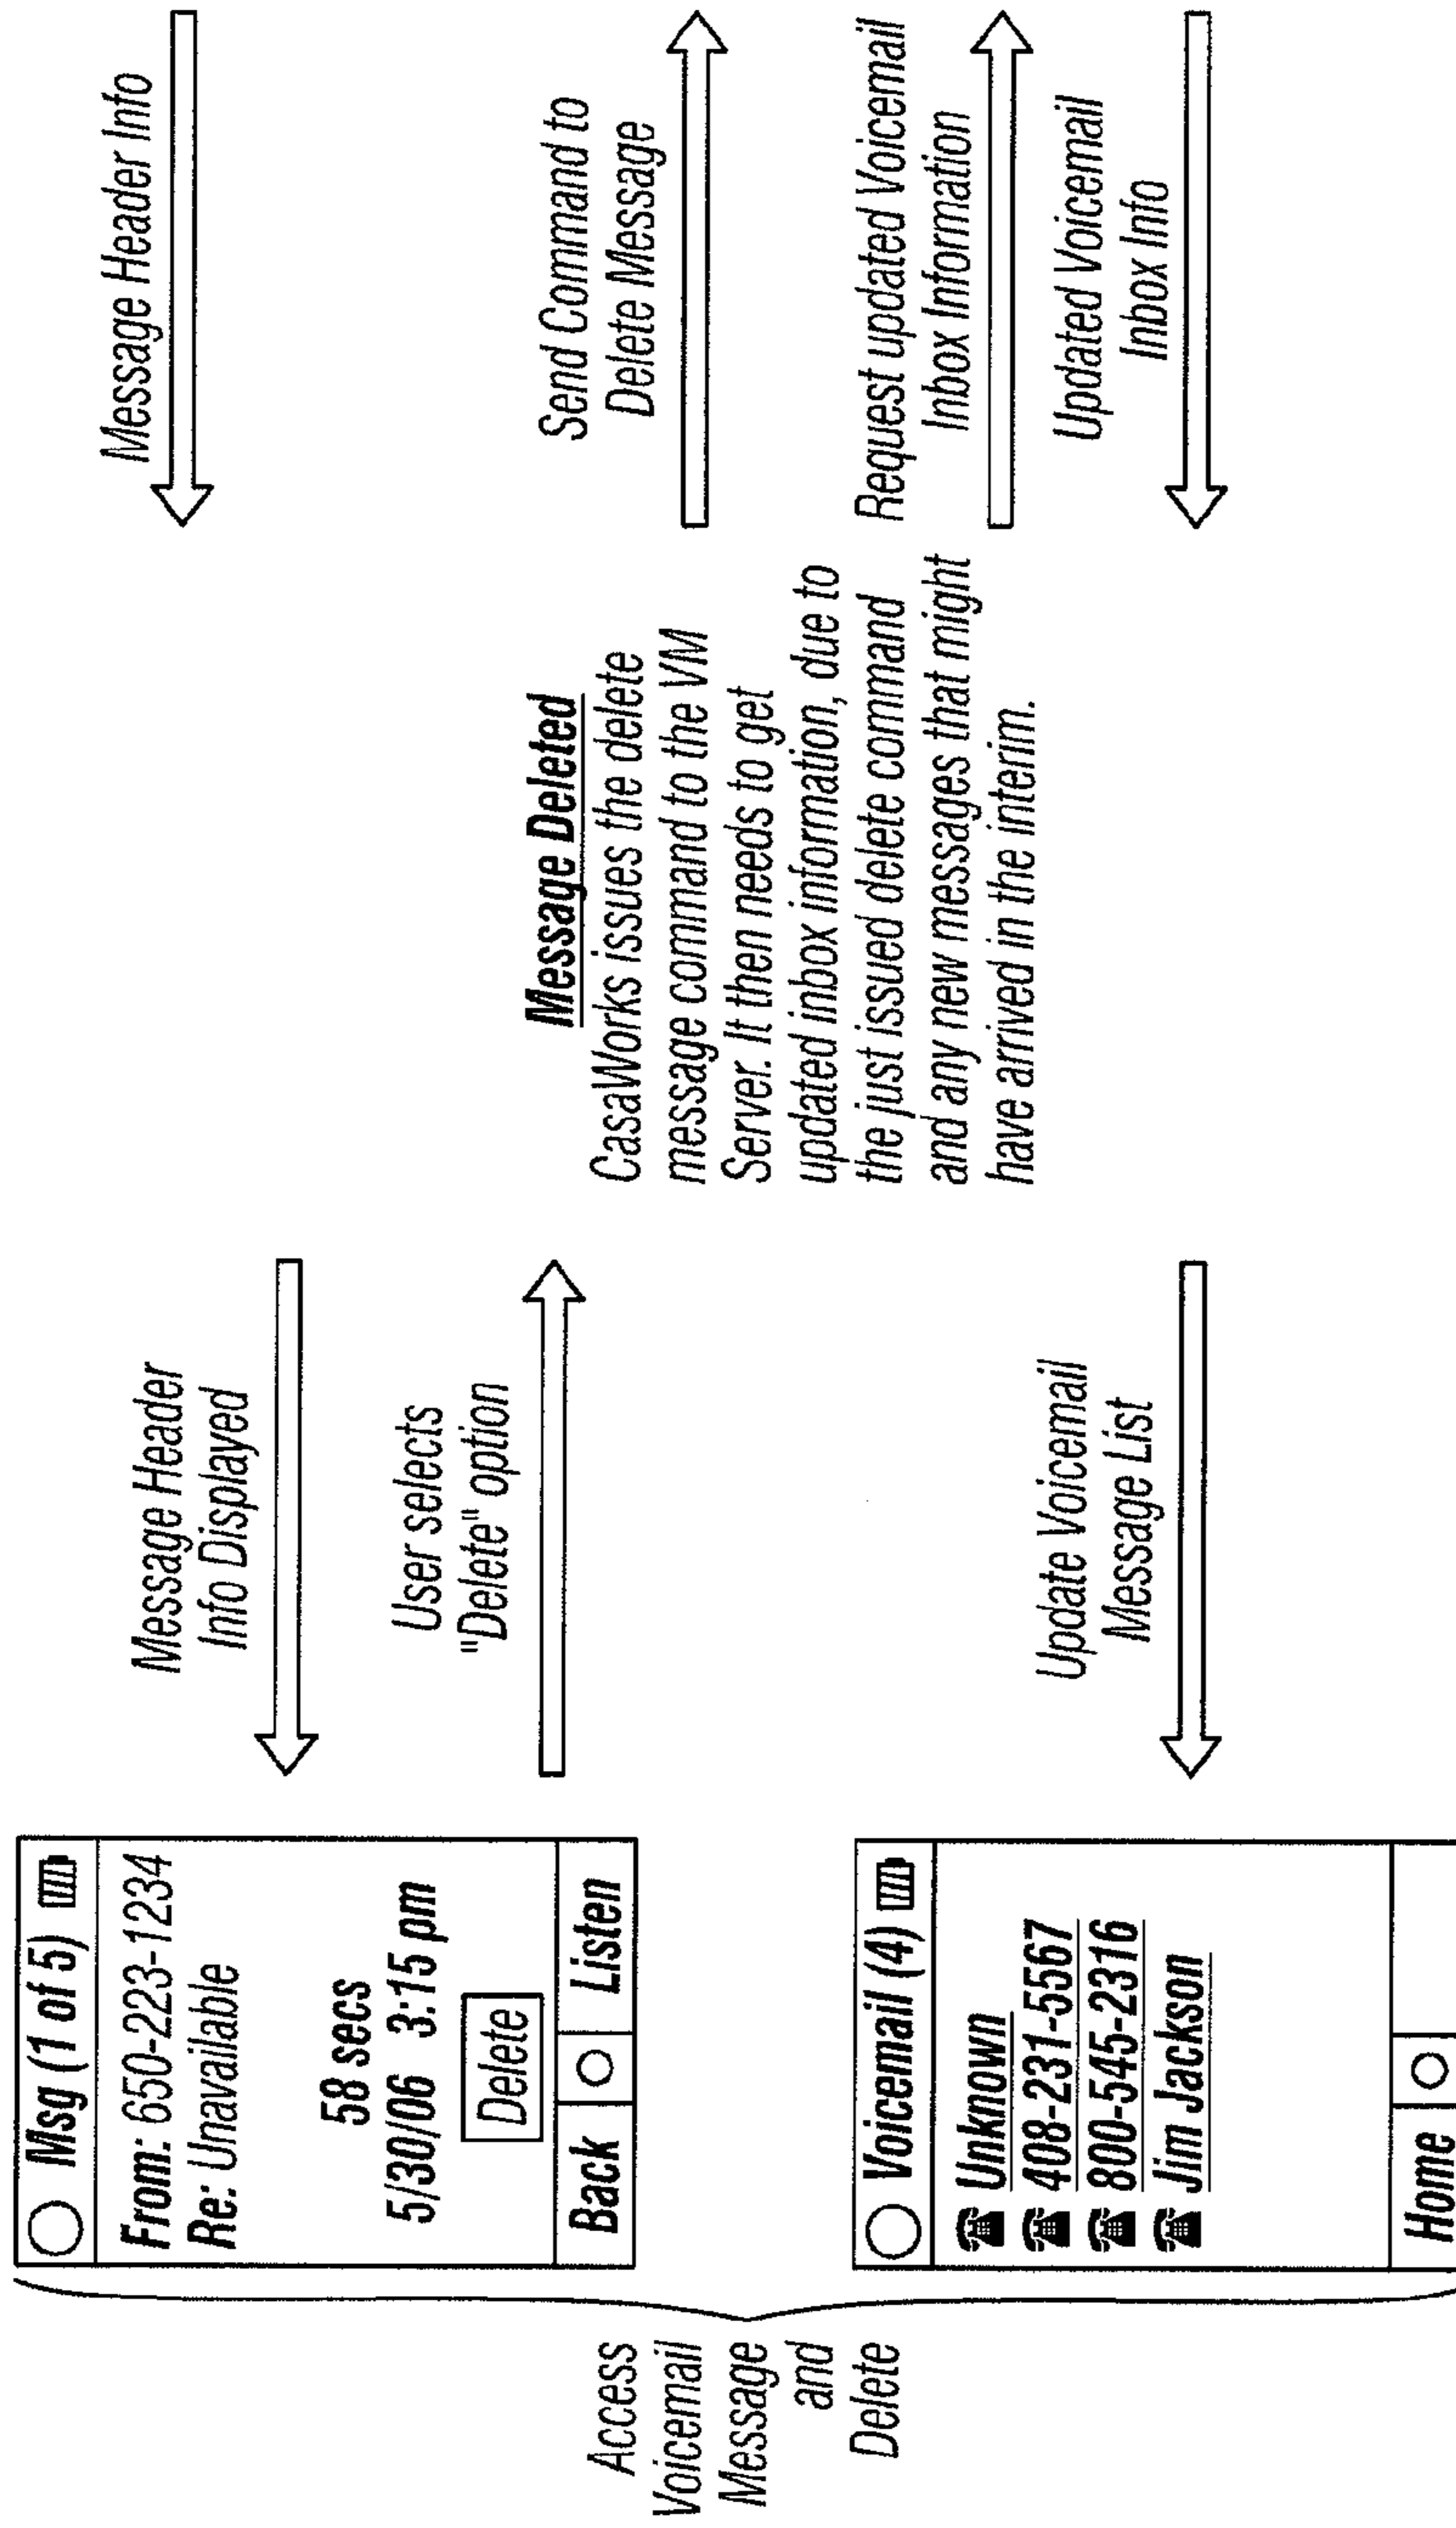 Access
Voicemail
Message
and
Delete
Msg (1 of 5)
From: 650-223-1234
Re: Unavailable
58 secs
5/30/06 3:15 pm
Delete
Back
Listen
Message Header
Info Displayed
User selects
"Delete" option
Message Header Info
Message Deleted
CasaWorks issues the delete
message command to the VM
Server. It then needs to get
updated inbox information, due to
the just issued delete command
and any new messages that might
have arrived in the interim.
Send Command to
Delete Message
Request updated Voicemail
Inbox Information
Updated Voicemail
Inbox Info
Update Voicemail
Message List
Voicemail (4)
Unknown
408-231-5567
800-545-2316
Jim Jackson
Home